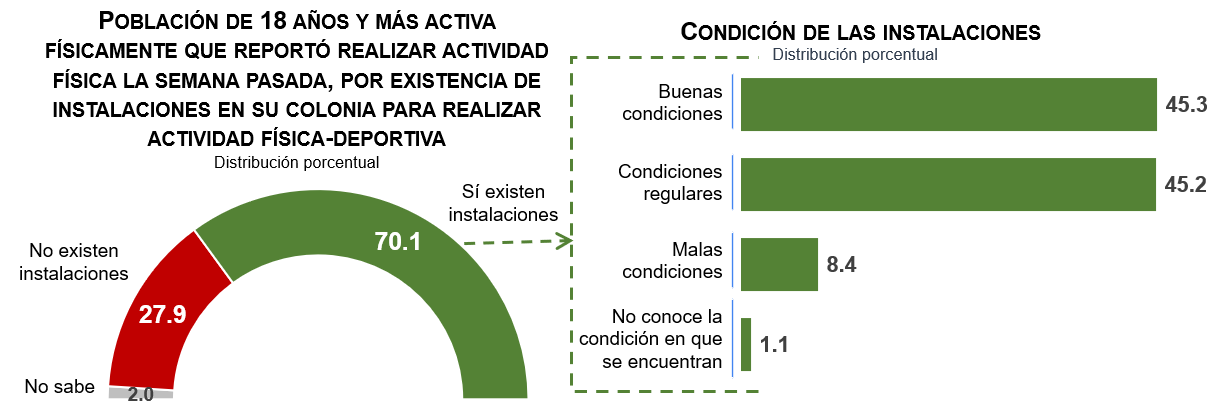 POBLACIÓN DE 18 AÑOS Y MÁS ACTIVA
FÍSICAMENTE QUE REPORTÓ REALIZAR ACTIVIDAD
FÍSICA LA SEMANA PASADA, POR EXISTENCIA DE
INSTALACIONES EN SU COLONIA PARA REALIZAR
ACTIVIDAD FÍSICA-DEPORTIVA
Distribución porcentual
Sí existen
instalaciones
70.1
No existen
instalaciones
27.9
No sabe
2.0
CONDICIÓN DE LAS INSTALACIONES
Distribución porcentual
Buenas
condiciones
45.3
Condiciones
regulares
45.2
Malas
condiciones
8.4
No conoce la
condición en que
se encuentran
1.1